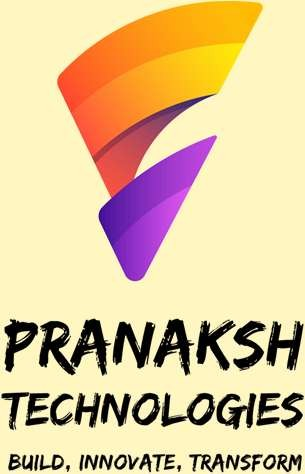 PRANAKSH
TECHNOLOGIES
BUILD, INNOVATE, TRANSFORM